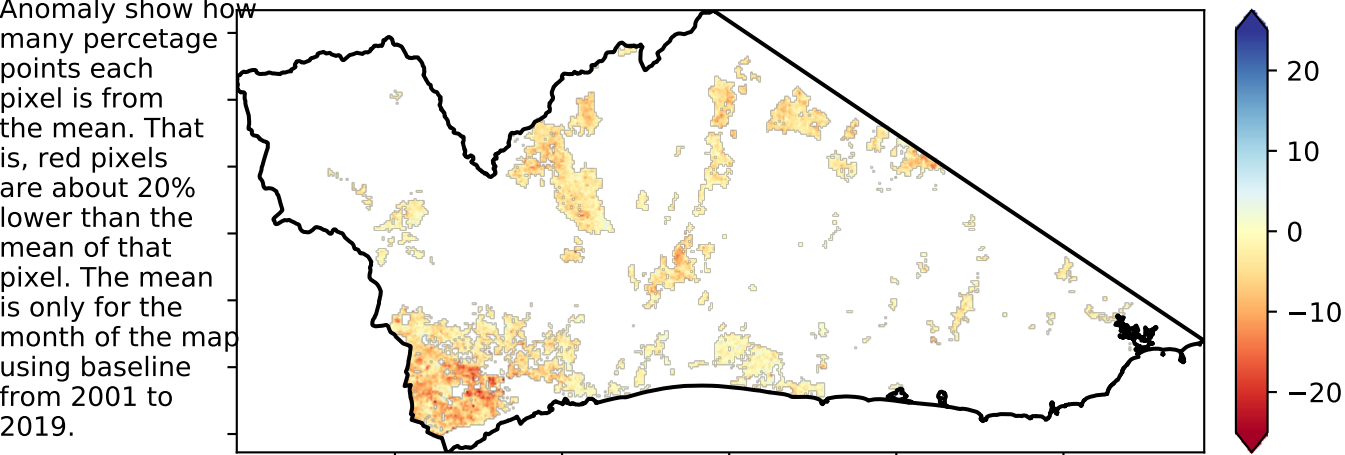 Anomaly show how
many percetage
points each
pixel is from
the mean. That
is, red pixels
are about 20%
lower than the
mean of that
pixel. The mean
is only for the
month of the map
using baseline
from 2001 to
2019.
20
10
0
−10
−20